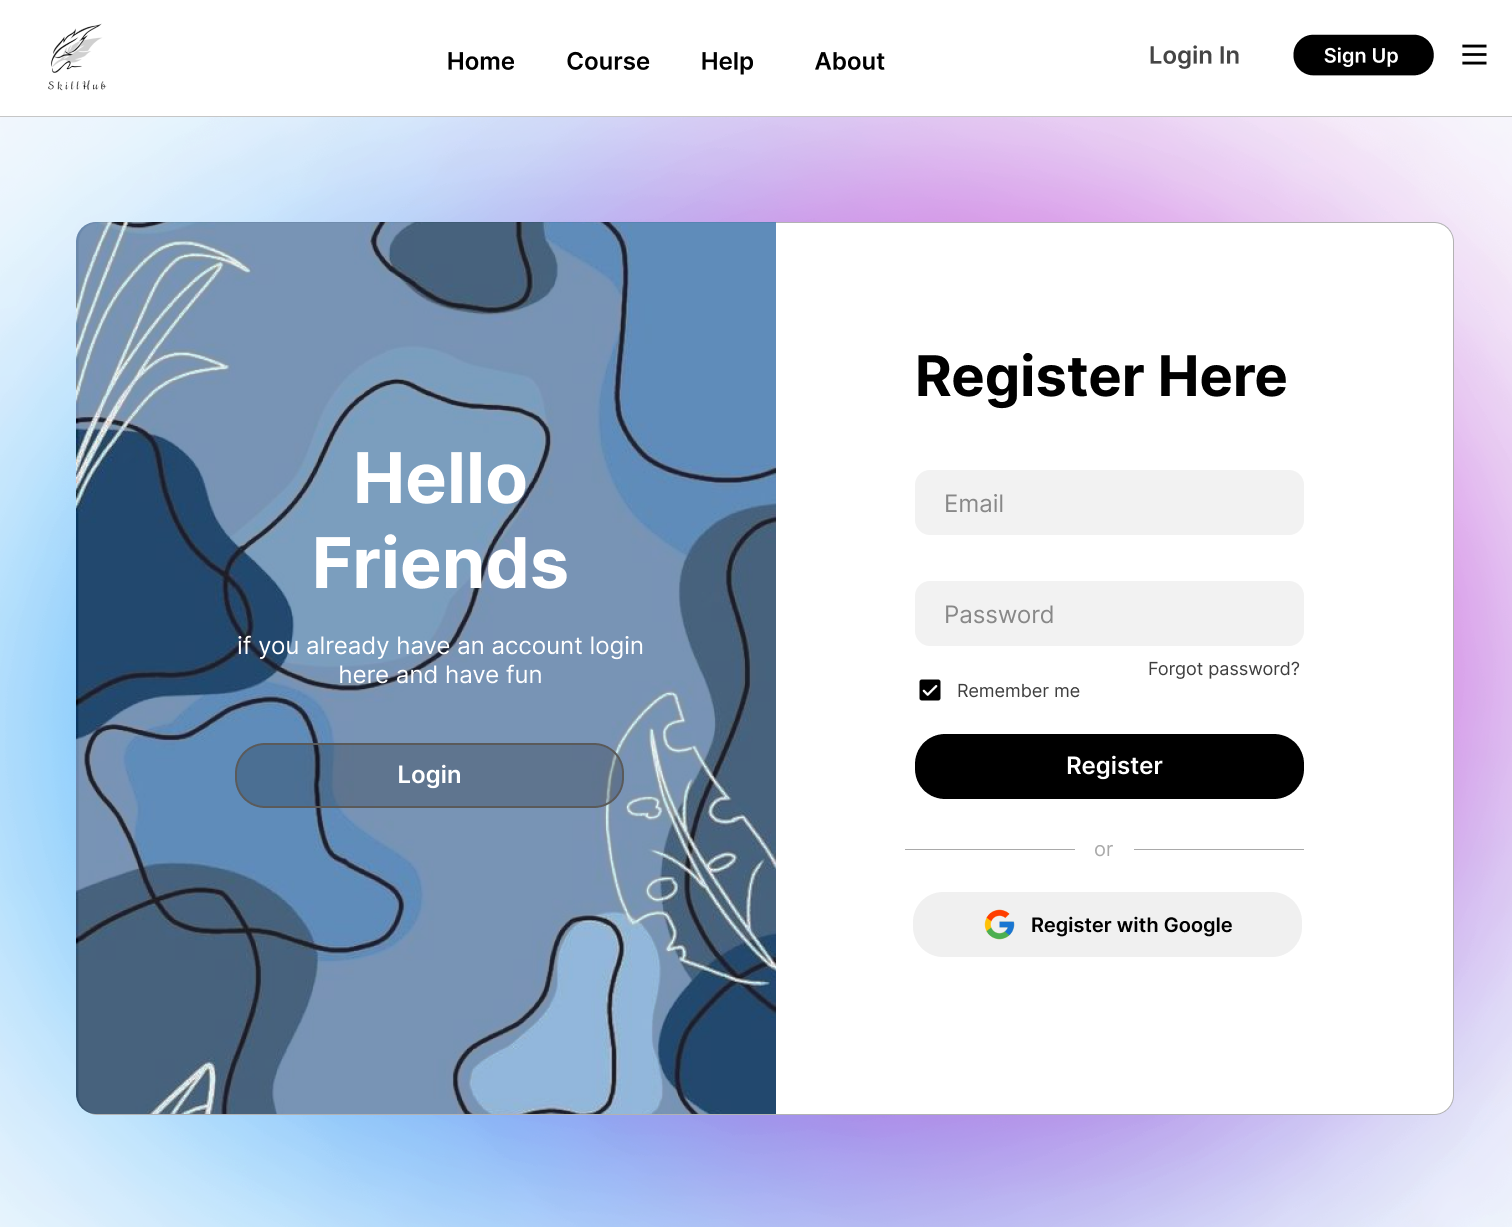 SkillHub
Home Course Help About
Login In
Sign Up
Hello
Friends
if you already have an account login
here and have fun
Login
Register Here
Email
Password
Forgot password?
Remember me
Register
or
Register with Google